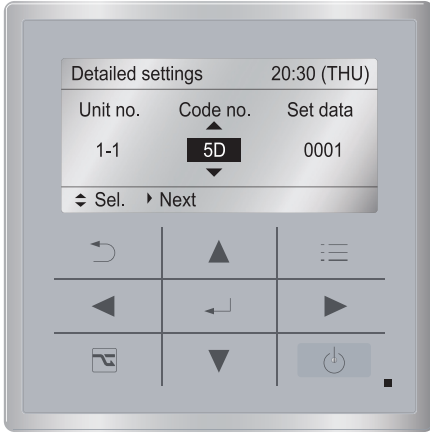 Detailed settings 20:30 (THU)
Unit no. Code no. Set data
1-1 5D 0001
Sel. Next